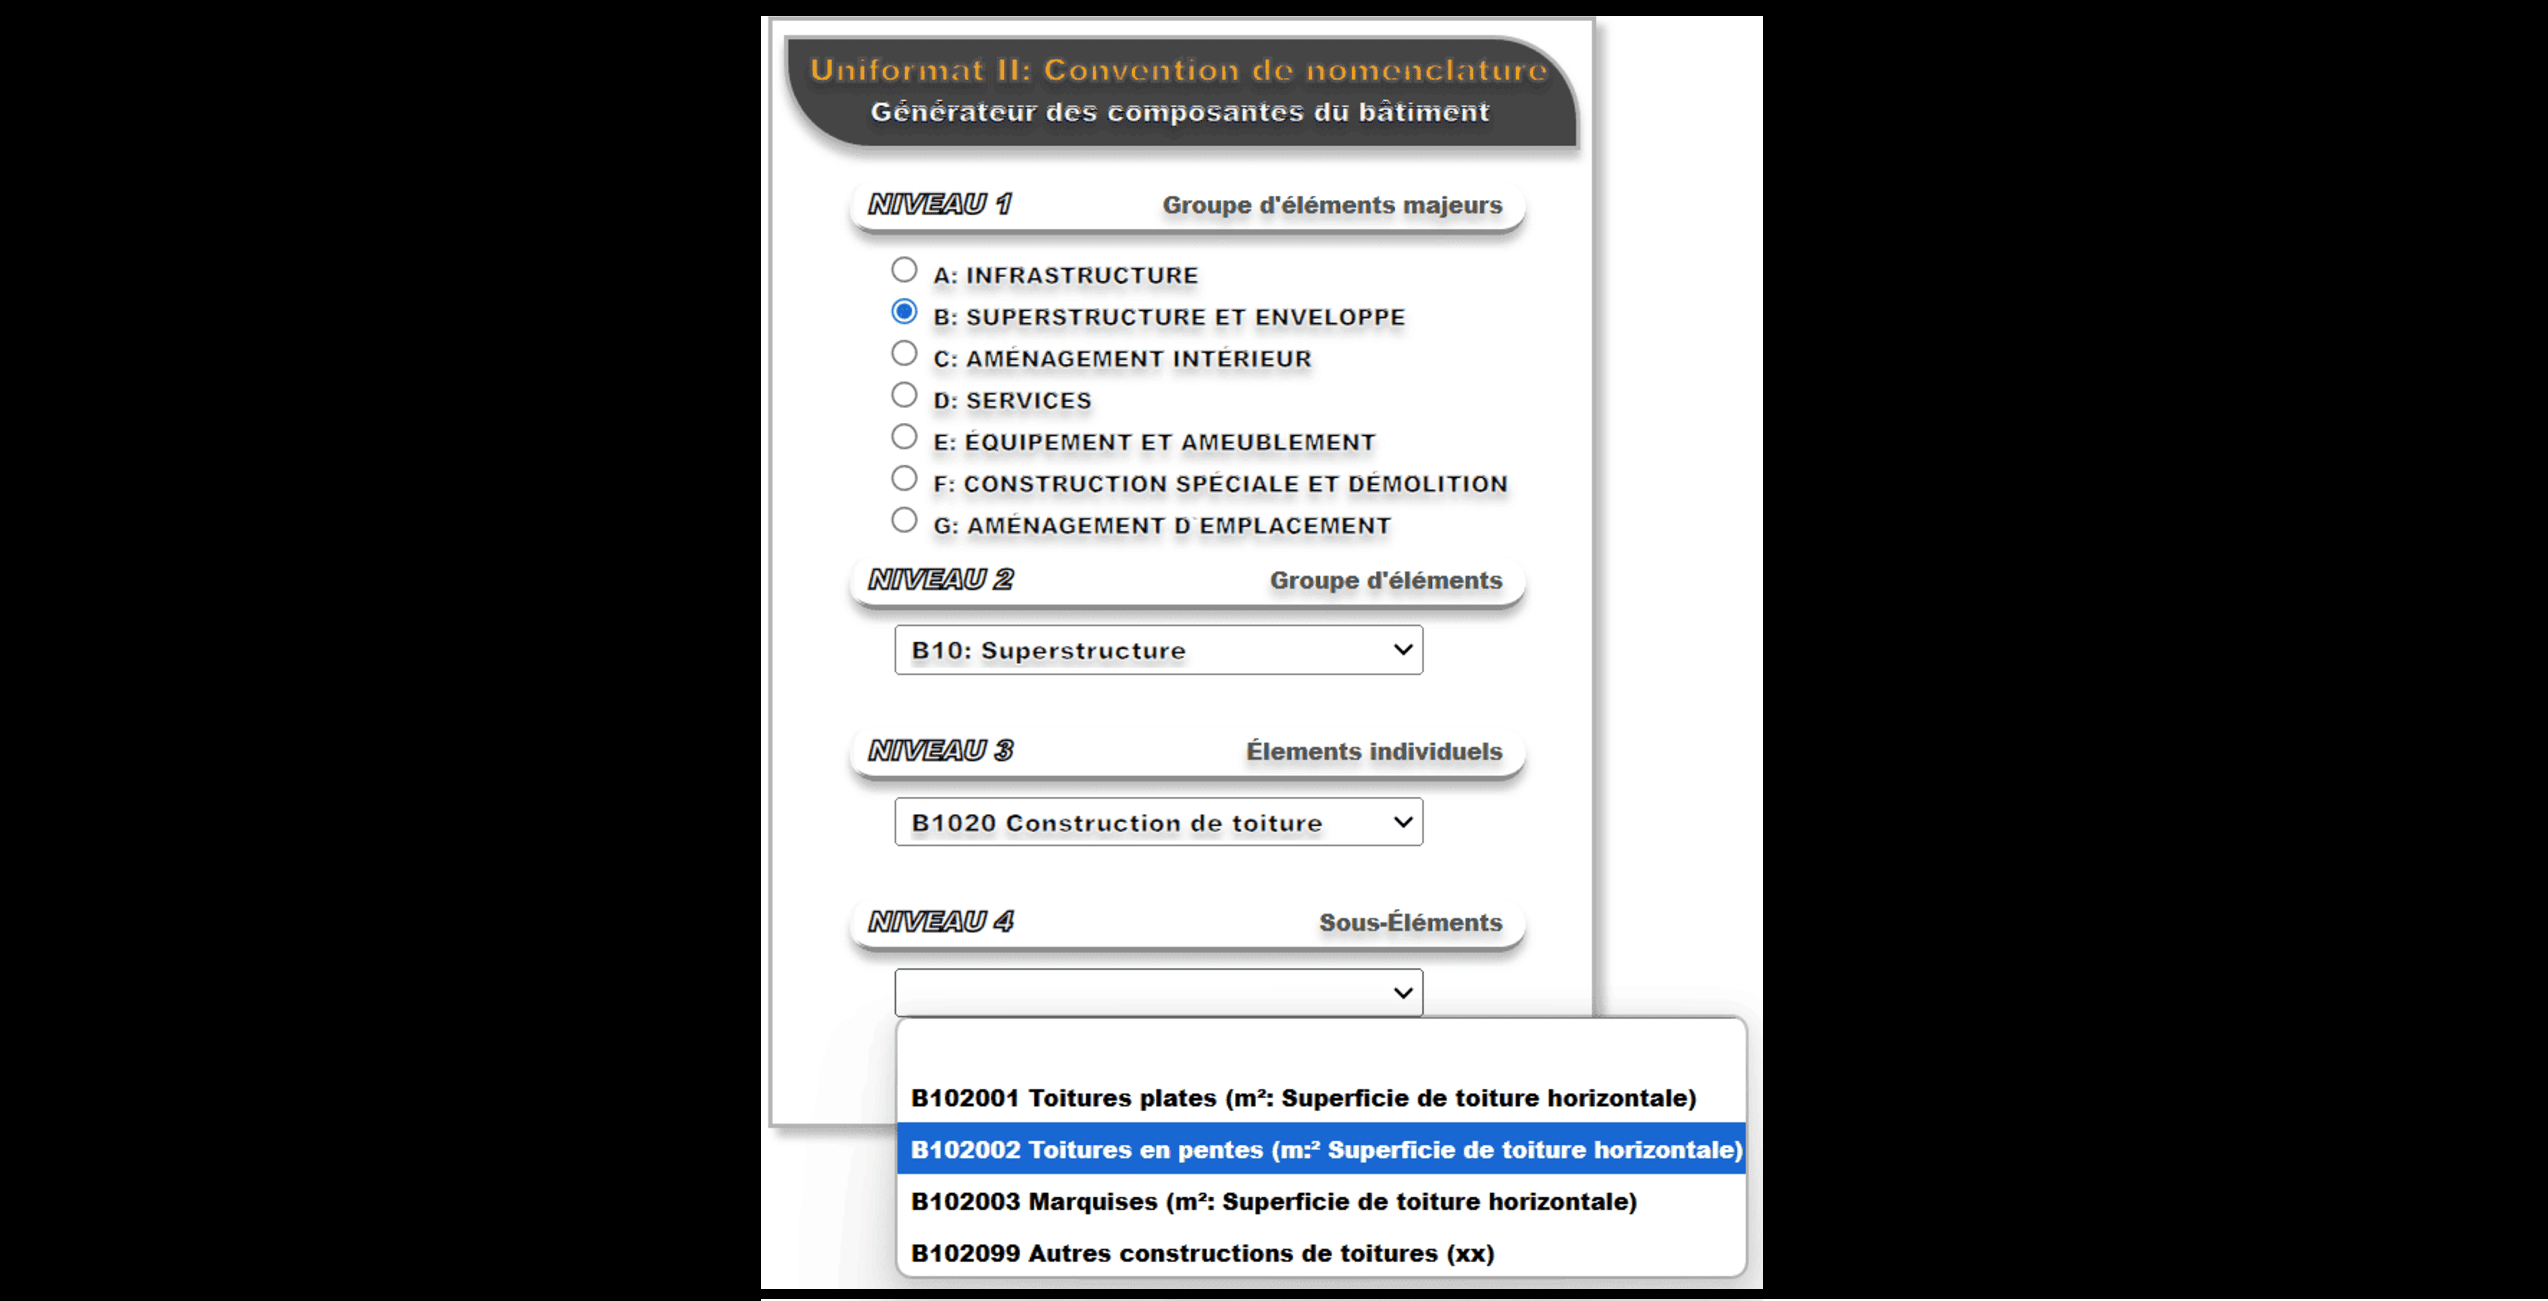 Uniformat II: Convention de nomenclature
Générateur des composantes du bâtiment
NIVEAU 1 Groupe d'éléments majeurs
A: INFRASTRUCTURE
B: SUPERSTRUCTURE ET ENVELOPPE
C: AMÉNAGEMENT INTÉRIEUR
D: SERVICES
E: ÉQUIPEMENT ET AMEUBLEMENT
F: CONSTRUCTION SPÉCIALE ET DÉMOLITION
G: AMÉNAGEMENT D`EMPLACEMENT
NIVEAU 2 Groupe d'éléments
B10: Superstructure
NIVEAU 3 Élements individuels
B1020 Construction de toiture
NIVEAU 4 Sous-Éléments
B102001 Toitures plates (m²: Superficie de toiture horizontale)
B102002 Toitures en pentes (m:² Superficie de toiture horizontale)
B102003 Marquises (m²: Superficie de toiture horizontale)
B102099 Autres constructions de toitures (xx)